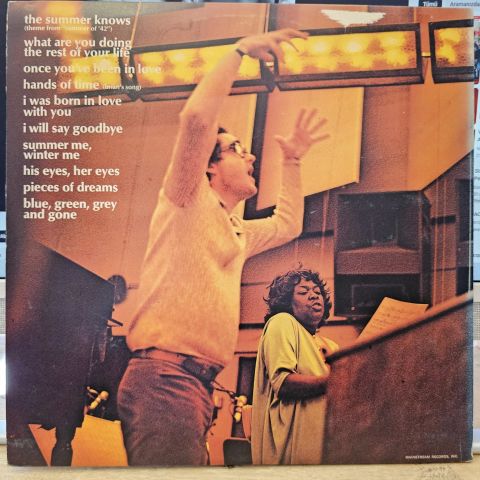 the summer knows
(theme from "summer of '42")
what are you doing
the rest of your life
once you've been in love
hands of time (brian's song)
i was born in love
with you
i will say goodbye
summer me,
winter me
his eyes, her eyes
pieces of dreams
blue, green, grey
and gone
Tümü
Aramanızda
MAINSTREAM RECORDS, INC.